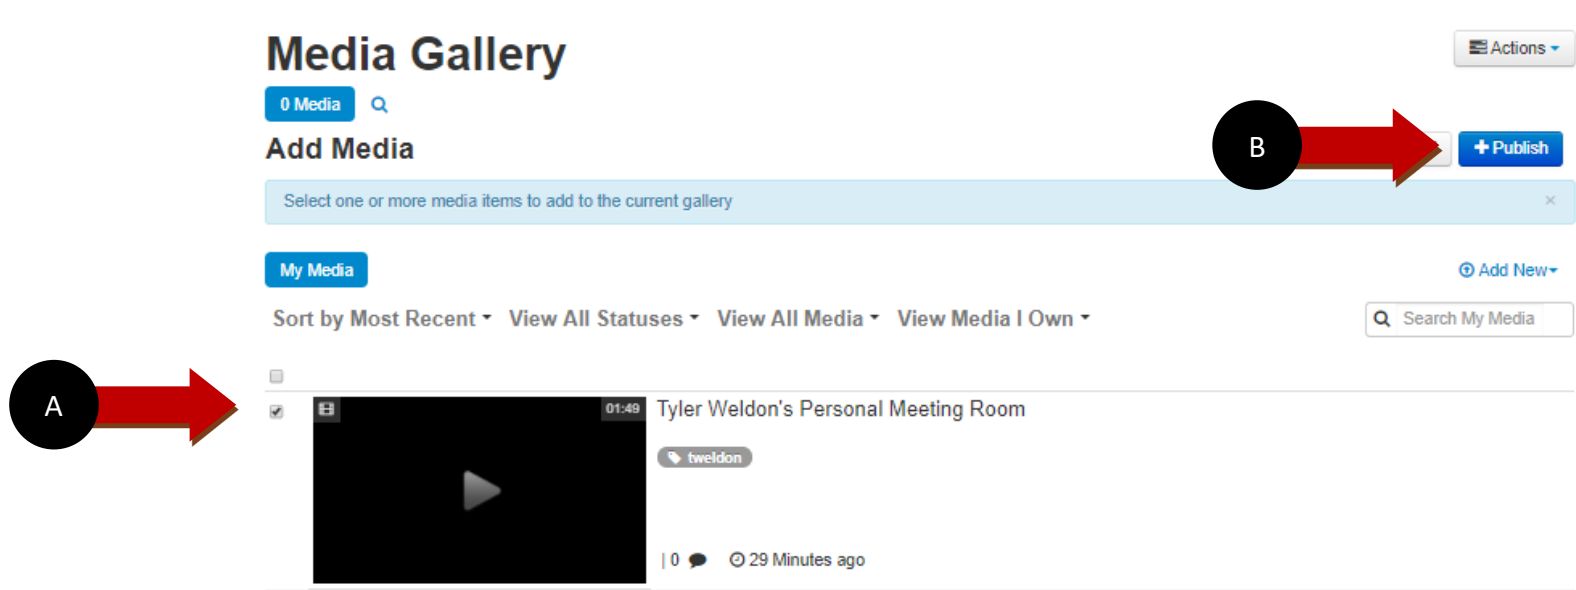 Media Gallery
Actions
0 Media
Add Media
B
+ Publish
Select one or more media items to add to the current gallery
×
My Media
Add New
Sort by Most Recent View All Statuses View All Media View Media I Own
Search My Media
A
01:49
Tyler Weldon's Personal Meeting Room
tweldon
| 0
29 Minutes ago